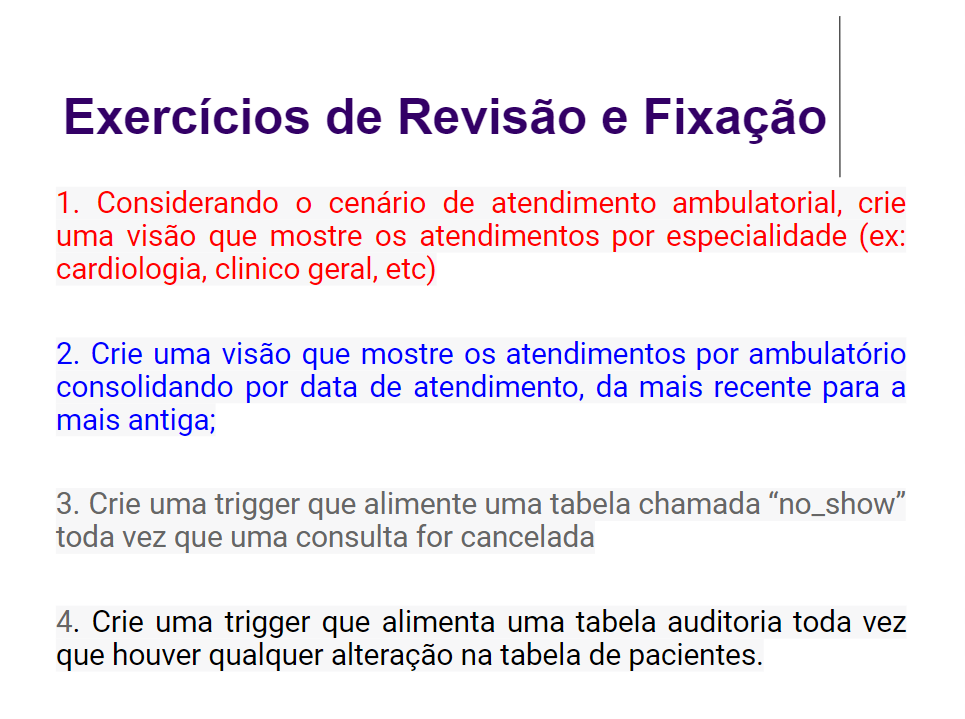 Exercícios de Revisão e Fixação
1. Considerando o cenário de atendimento ambulatorial, crie
uma visão que mostre os atendimentos por especialidade (ex:
cardiologia, clinico geral, etc)
2. Crie uma visão que mostre os atendimentos por ambulatório
consolidando por data de atendimento, da mais recente para a
mais antiga;
3. Crie uma trigger que alimente uma tabela chamada “no_show”
toda vez que uma consulta for cancelada
4. Crie uma trigger que alimenta uma tabela auditoria toda vez
que houver qualquer alteração na tabela de pacientes.